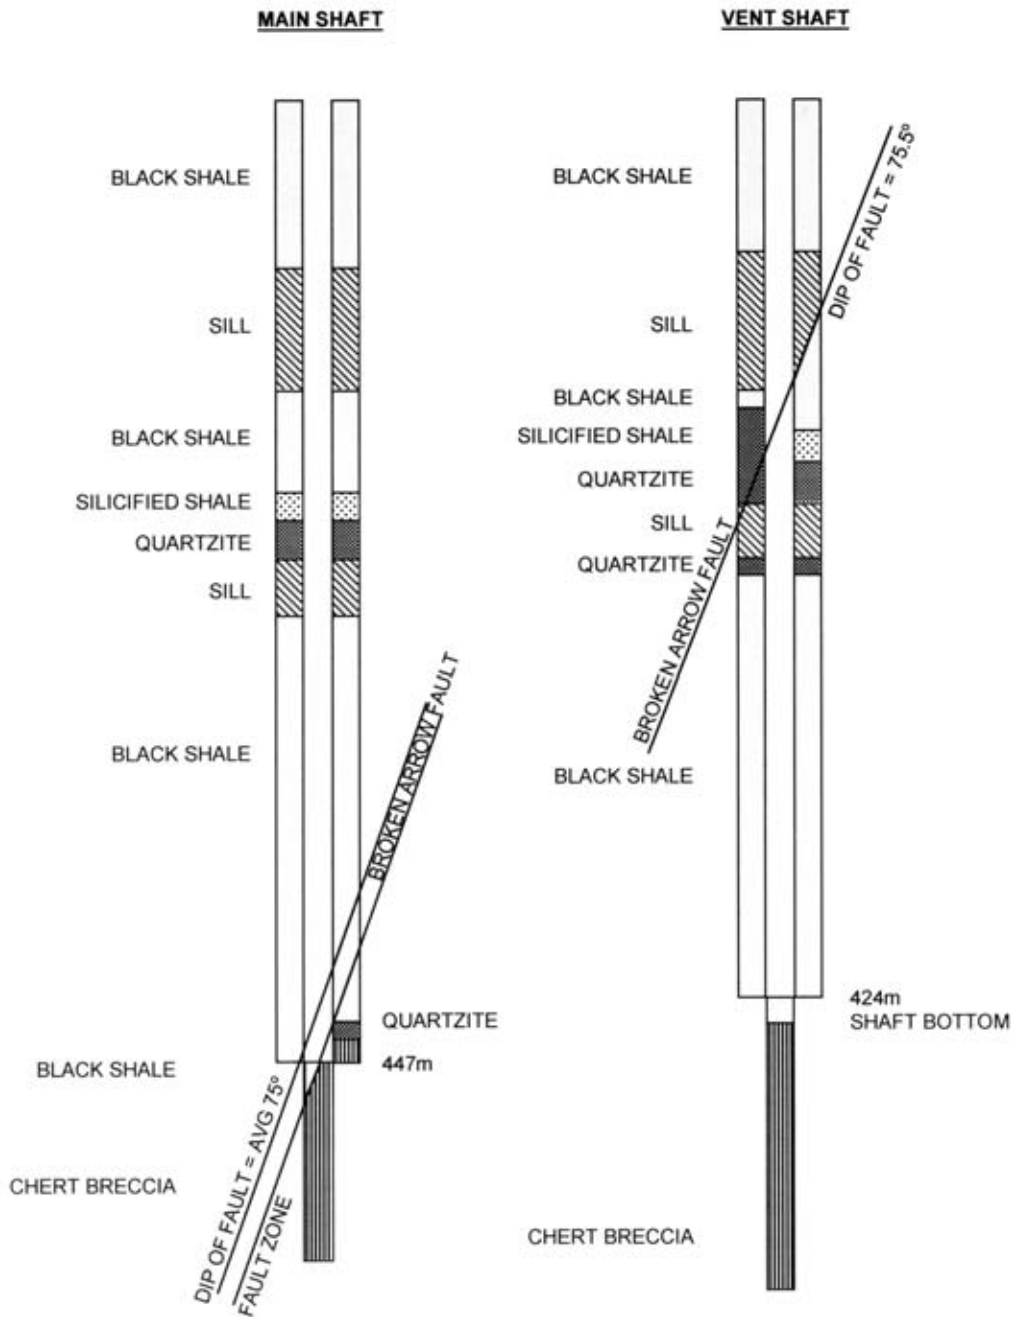 MAIN SHAFT
BLACK SHALE
SILL
BLACK SHALE
SILICIFIED SHALE
QUARTZITE
SILL
BLACK SHALE
BROKEN ARROW FAULT
QUARTZITE
447m
BLACK SHALE
CHERT BRECCIA
DIP OF FAULT = AVG 75º
FAULT ZONE
VENT SHAFT
BLACK SHALE
DIP OF FAULT = 75.5º
SILL
BLACK SHALE
SILICIFIED SHALE
QUARTZITE
SILL
QUARTZITE
BROKEN ARROW FAULT
BLACK SHALE
424m
SHAFT BOTTOM
CHERT BRECCIA